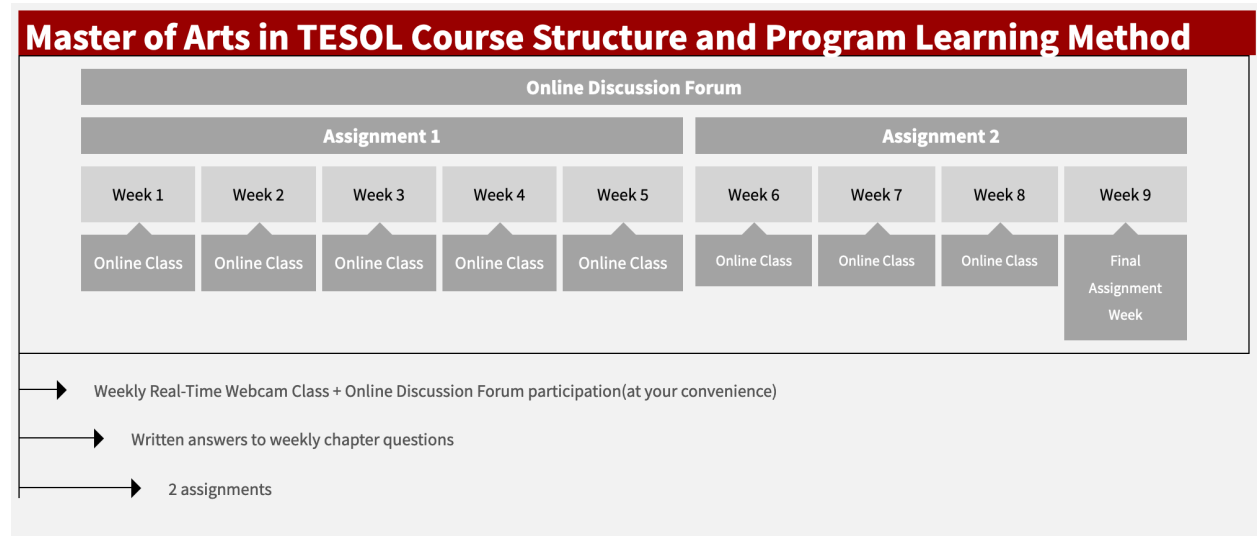 Master of Arts in TESOL Course Structure and Program Learning Method
Online Discussion Forum
Assignment 1
Assignment 2
Week 1
Week 2
Week 3
Week 4
Week 5
Week 6
Week 7
Week 8
Week 9
Online Class
Online Class
Online Class
Online Class
Online Class
Online Class
Online Class
Online Class
Final
Assignment
Week
Weekly Real-Time Webcam Class + Online Discussion Forum participation(at your convenience)
Written answers to weekly chapter questions
2 assignments